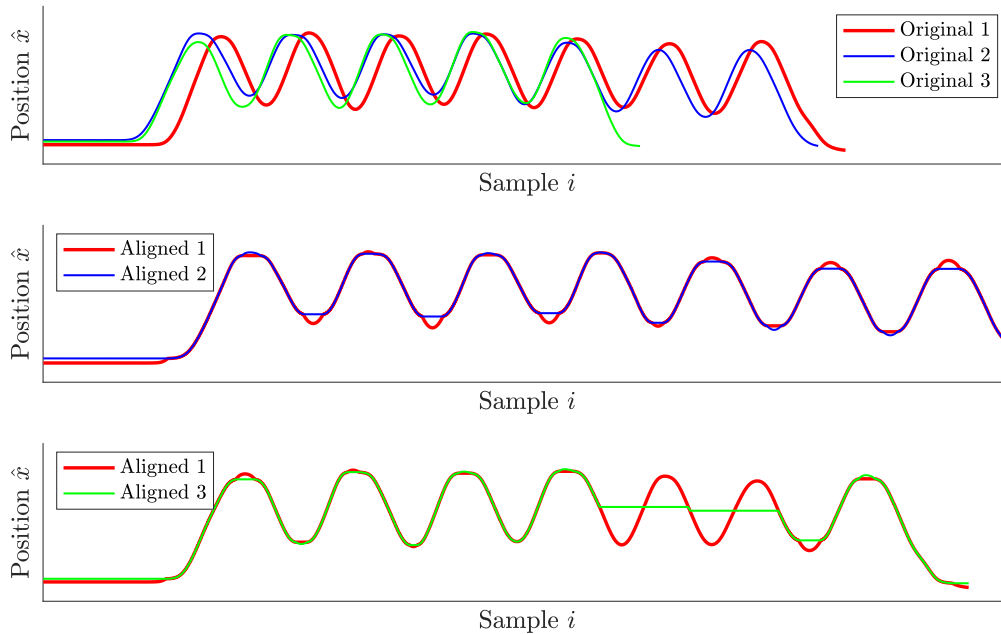 Position x̂
Original 1
Original 2
Original 3
Sample i
Position x̂
Aligned 1
Aligned 2
Sample i
Position x̂
Aligned 1
Aligned 3
Sample i